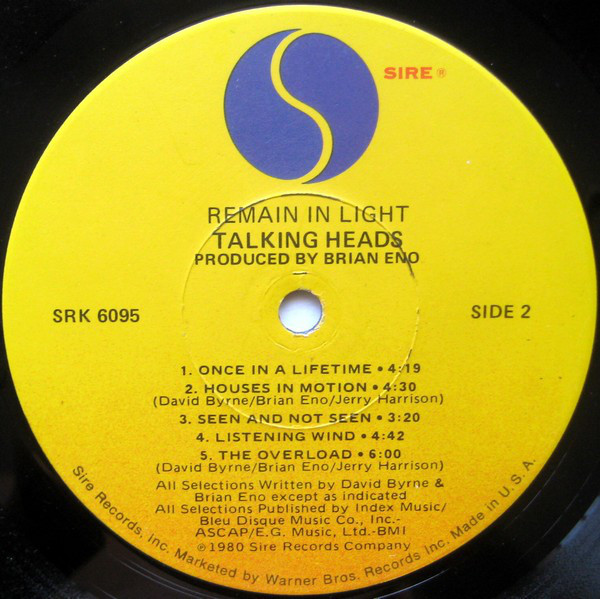 SIRE ®
REMAIN IN LIGHT
TALKING HEADS
PRODUCED BY BRIAN ENO
SRK 6095
SIDE 2
1. ONCE IN A LIFETIME • 4:19
2. HOUSES IN MOTION • 4:30
(David Byrne/Brian Eno/Jerry Harrison)
3. SEEN AND NOT SEEN • 3:20
4. LISTENING WIND • 4:42
5. THE OVERLOAD • 6:00
(David Byrne/Brian Eno/Jerry Harrison)
All Selections Written by David Byrne &
Brian Eno except as indicated
All Selections Published by Index Music/
Bleu Disque Music Co., Inc.-
ASCAP/E.G. Music, Ltd.-BMI
℗1980 Sire Records Company
Sire Records, Inc. Marketed by Warner Bros. Records Inc. Made in U.S.A.